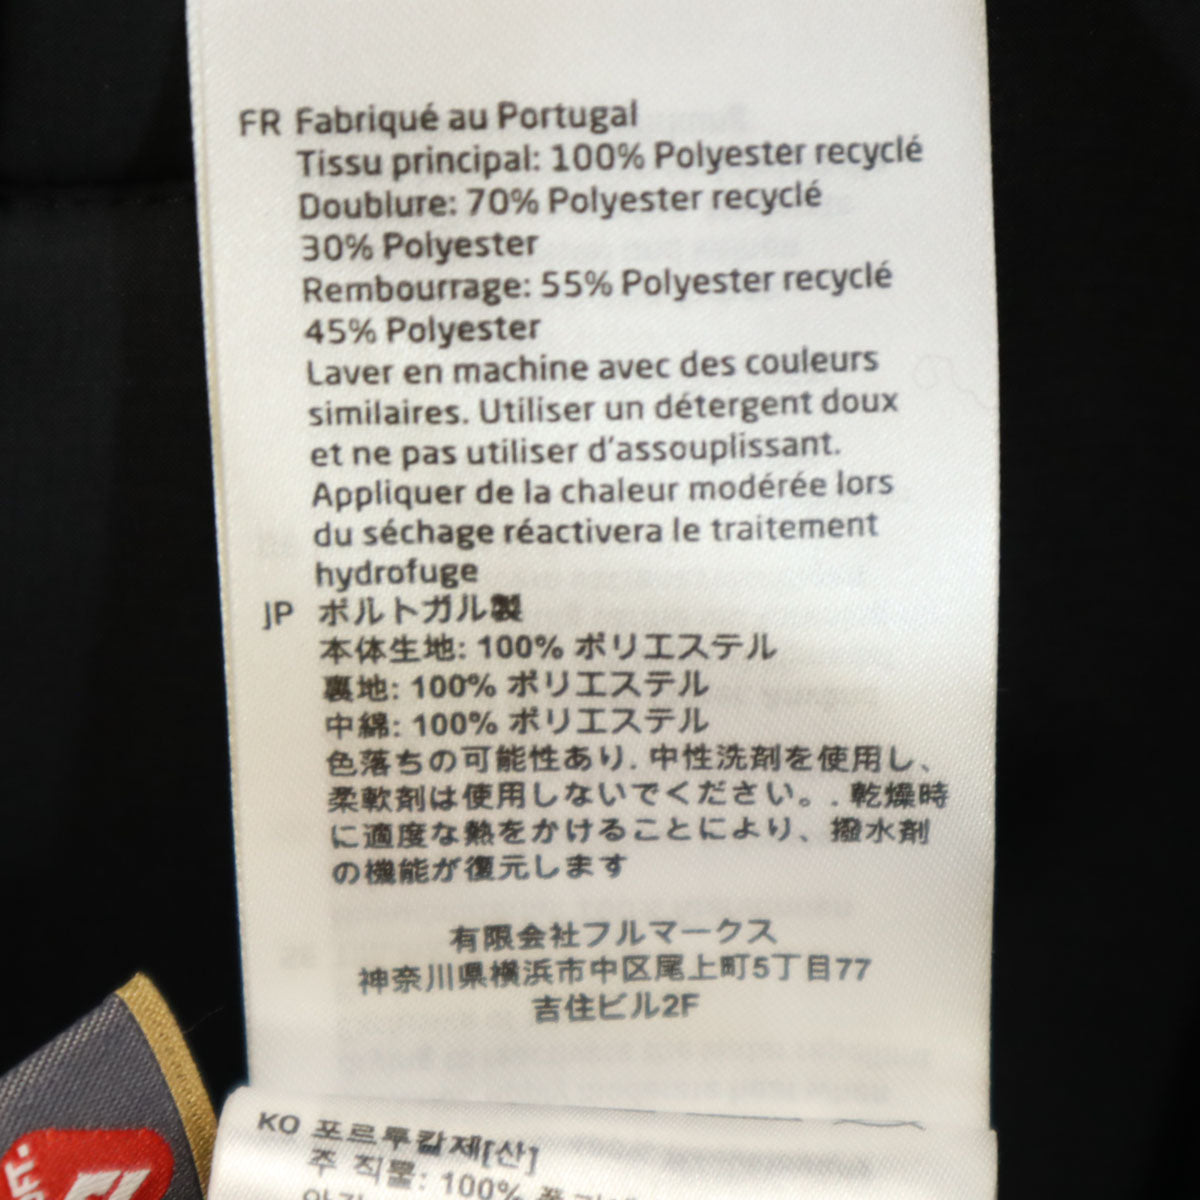 FR Fabriqué au Portugal
Tissu principal: 100% Polyester recyclé
Doublure: 70% Polyester recyclé
30% Polyester
Rembourrage: 55% Polyester recyclé
45% Polyester
Laver en machine avec des couleurs
similaires. Utiliser un détergent doux
et ne pas utiliser d'assouplissant.
Appliquer de la chaleur modérée lors
du séchage réactivera le traitement
hydrofuge
JP ポルトガル製
本体生地: 100% ポリエステル
裏地: 100% ポリエステル
中綿: 100% ポリエステル
色落ちの可能性あり. 中性洗剤を使用し、
柔軟剤は使用しないでください。. 乾燥時
に適度な熱をかけることにより、撥水剤
の機能が復元します
有限会社フルマークス
神奈川県横浜市中区尾上町5丁目77
吉住ビル2F
KO 포르투갈제[산]
주 직물: 100%